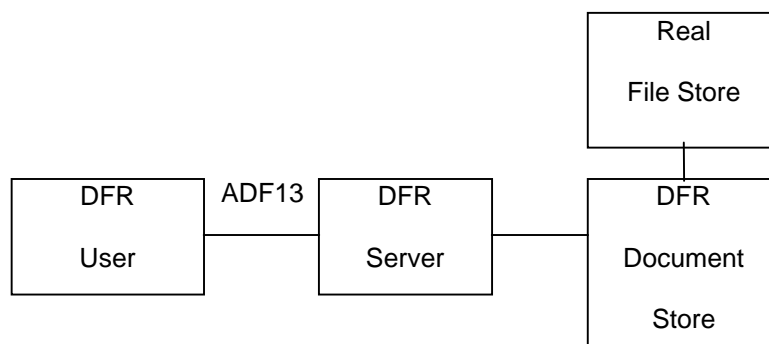 Real
File Store
DFR
User
ADF13
DFR
Server
DFR
Document
Store